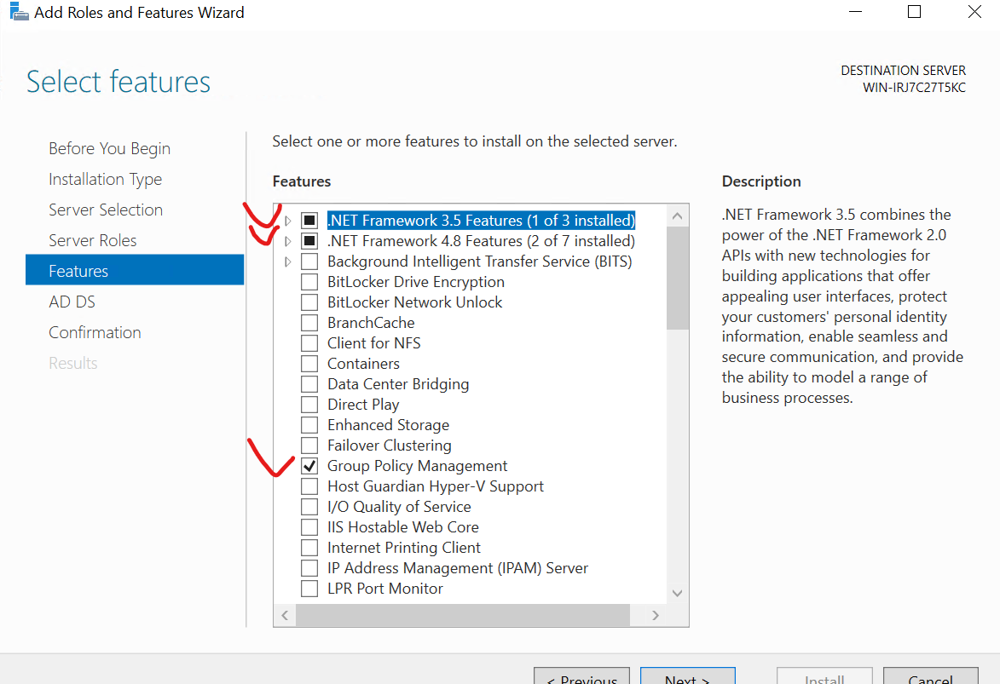 Add Roles and Features Wizard
Select features
DESTINATION SERVER
WIN-IRJ7C27T5KC
Before You Begin
Installation Type
Server Selection
Server Roles
Features
AD DS
Confirmation
Results
Select one or more features to install on the selected server.
Features
.NET Framework 3.5 Features (1 of 3 installed)
.NET Framework 4.8 Features (2 of 7 installed)
Background Intelligent Transfer Service (BITS)
BitLocker Drive Encryption
BitLocker Network Unlock
BranchCache
Client for NFS
Containers
Data Center Bridging
Direct Play
Enhanced Storage
Failover Clustering
Group Policy Management
Host Guardian Hyper-V Support
I/O Quality of Service
IIS Hostable Web Core
Internet Printing Client
IP Address Management (IPAM) Server
LPR Port Monitor
Description
.NET Framework 3.5 combines the
power of the .NET Framework 2.0
APIs with new technologies for
building applications that offer
appealing user interfaces, protect
your customers' personal identity
information, enable seamless and
secure communication, and provide
the ability to model a range of
business processes.
< Previous
Next >
Install
Cancel